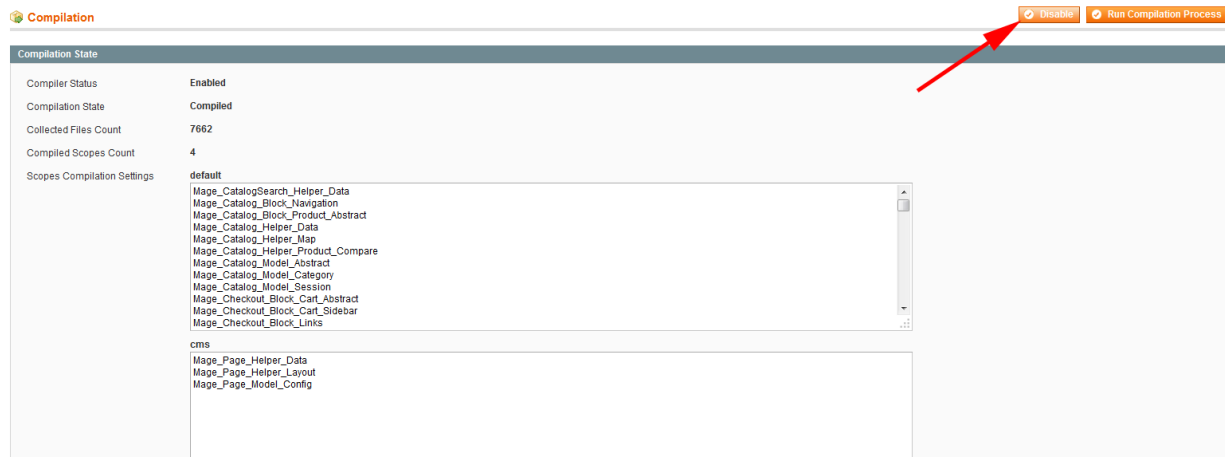 Compilation
Disable
Run Compilation Process
Compilation State
Compiler Status Enabled
Compilation State Compiled
Collected Files Count 7662
Compiled Scopes Count 4
Scopes Compilation Settings default
Mage_CatalogSearch_Helper_Data
Mage_Catalog_Block_Navigation
Mage_Catalog_Block_Product_Abstract
Mage_Catalog_Helper_Data
Mage_Catalog_Helper_Map
Mage_Catalog_Helper_Product_Compare
Mage_Catalog_Model_Abstract
Mage_Catalog_Model_Category
Mage_Catalog_Model_Session
Mage_Checkout_Block_Cart_Abstract
Mage_Checkout_Block_Cart_Sidebar
Mage_Checkout_Block_Links
cms
Mage_Page_Helper_Data
Mage_Page_Helper_Layout
Mage_Page_Model_Config